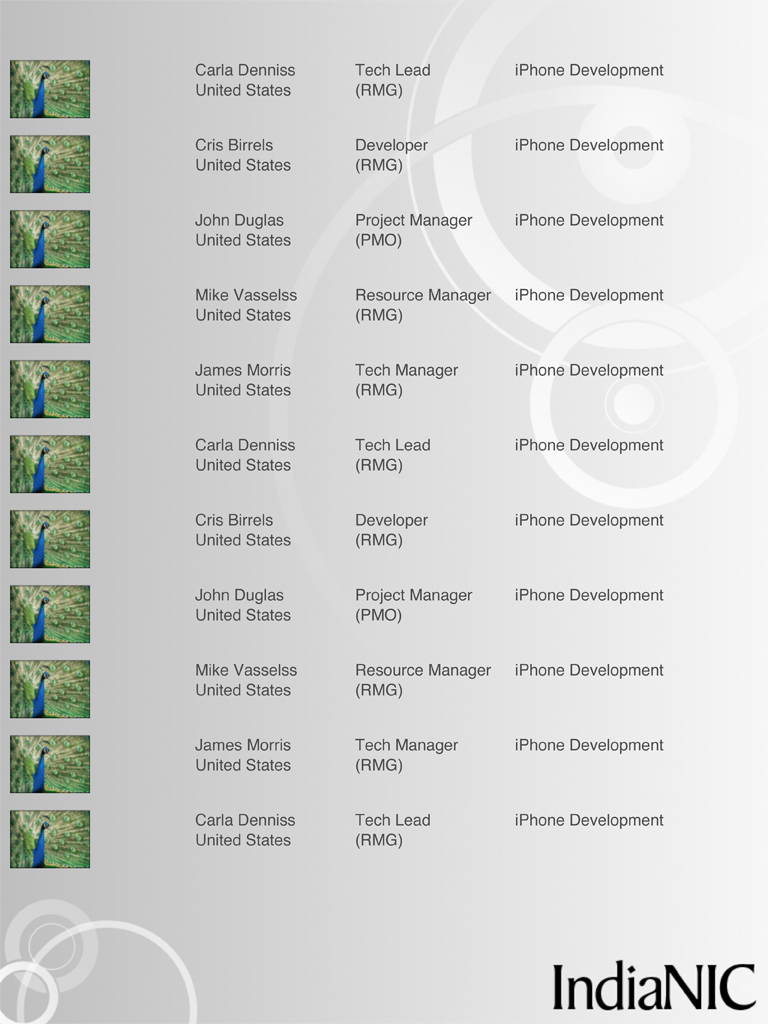 Carla Denniss Tech Lead iPhone Development
United States (RMG)
Cris Birrels Developer iPhone Development
United States (RMG)
John Duglas Project Manager iPhone Development
United States (PMO)
Mike Vasselss Resource Manager iPhone Development
United States (RMG)
James Morris Tech Manager iPhone Development
United States (RMG)
Carla Denniss Tech Lead iPhone Development
United States (RMG)
Cris Birrels Developer iPhone Development
United States (RMG)
John Duglas Project Manager iPhone Development
United States (PMO)
Mike Vasselss Resource Manager iPhone Development
United States (RMG)
James Morris Tech Manager iPhone Development
United States (RMG)
Carla Denniss Tech Lead iPhone Development
United States (RMG)
IndiaNIC